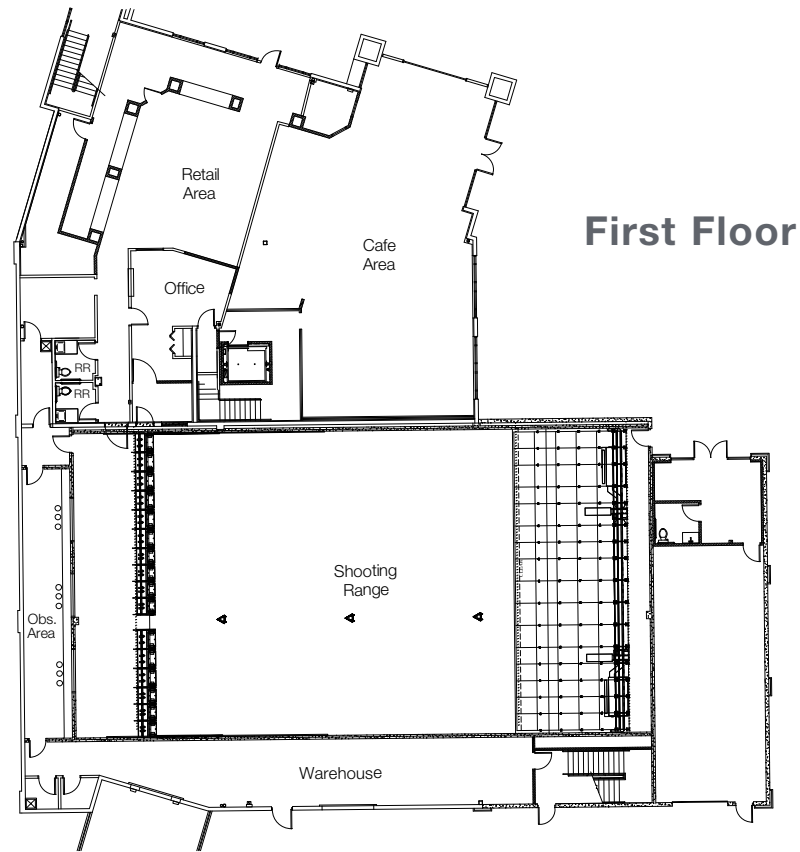 Retail
Area
First Floor
Cafe
Area
Office
RR
RR
Shooting
Range
Obs.
Area
Warehouse